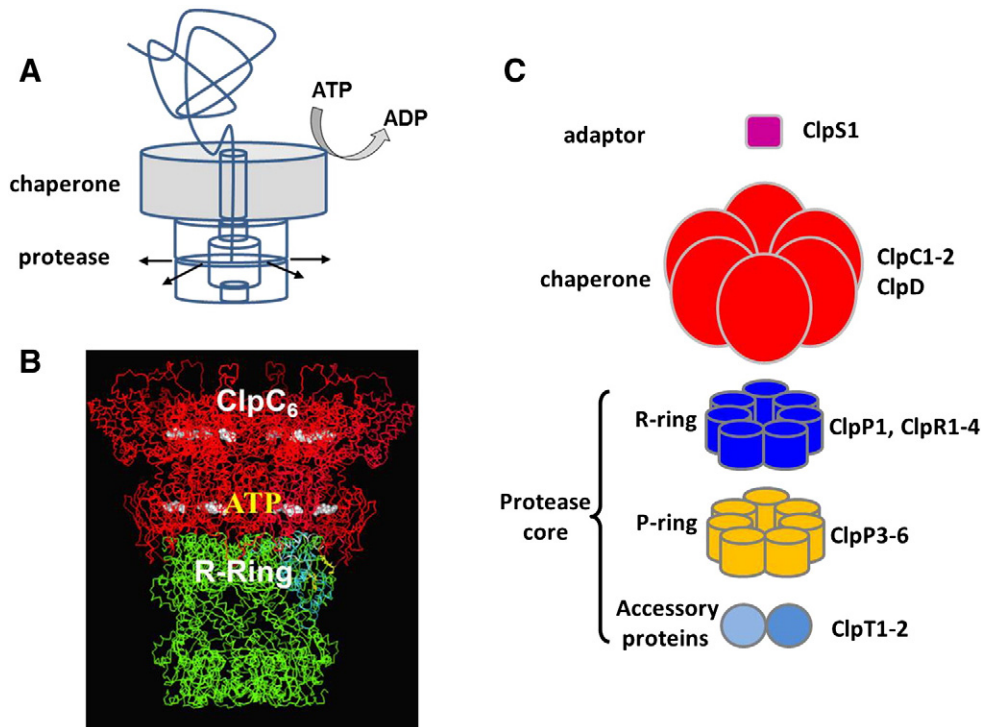 A
ATP
ADP
chaperone
protease
B
ClpC6
ATP
R-Ring
C
adaptor
ClpS1
chaperone
ClpC1-2
ClpD
Protease
core
R-ring
ClpP1, ClpR1-4
P-ring
ClpP3-6
Accessory
proteins
ClpT1-2